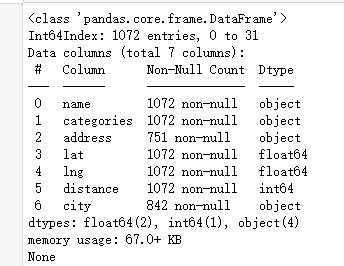 <class 'pandas.core.frame.DataFrame'>
Int64Index: 1072 entries, 0 to 31
Data columns (total 7 columns):
 #   Column      Non-Null Count  Dtype
---  ------      --------------  -----
 0   name        1072 non-null   object
 1   categories  1072 non-null   object
 2   address     751 non-null    object
 3   lat         1072 non-null   float64
 4   lng         1072 non-null   float64
 5   distance    1072 non-null   int64
 6   city        842 non-null    object
dtypes: float64(2), int64(1), object(4)
memory usage: 67.0+ KB
None